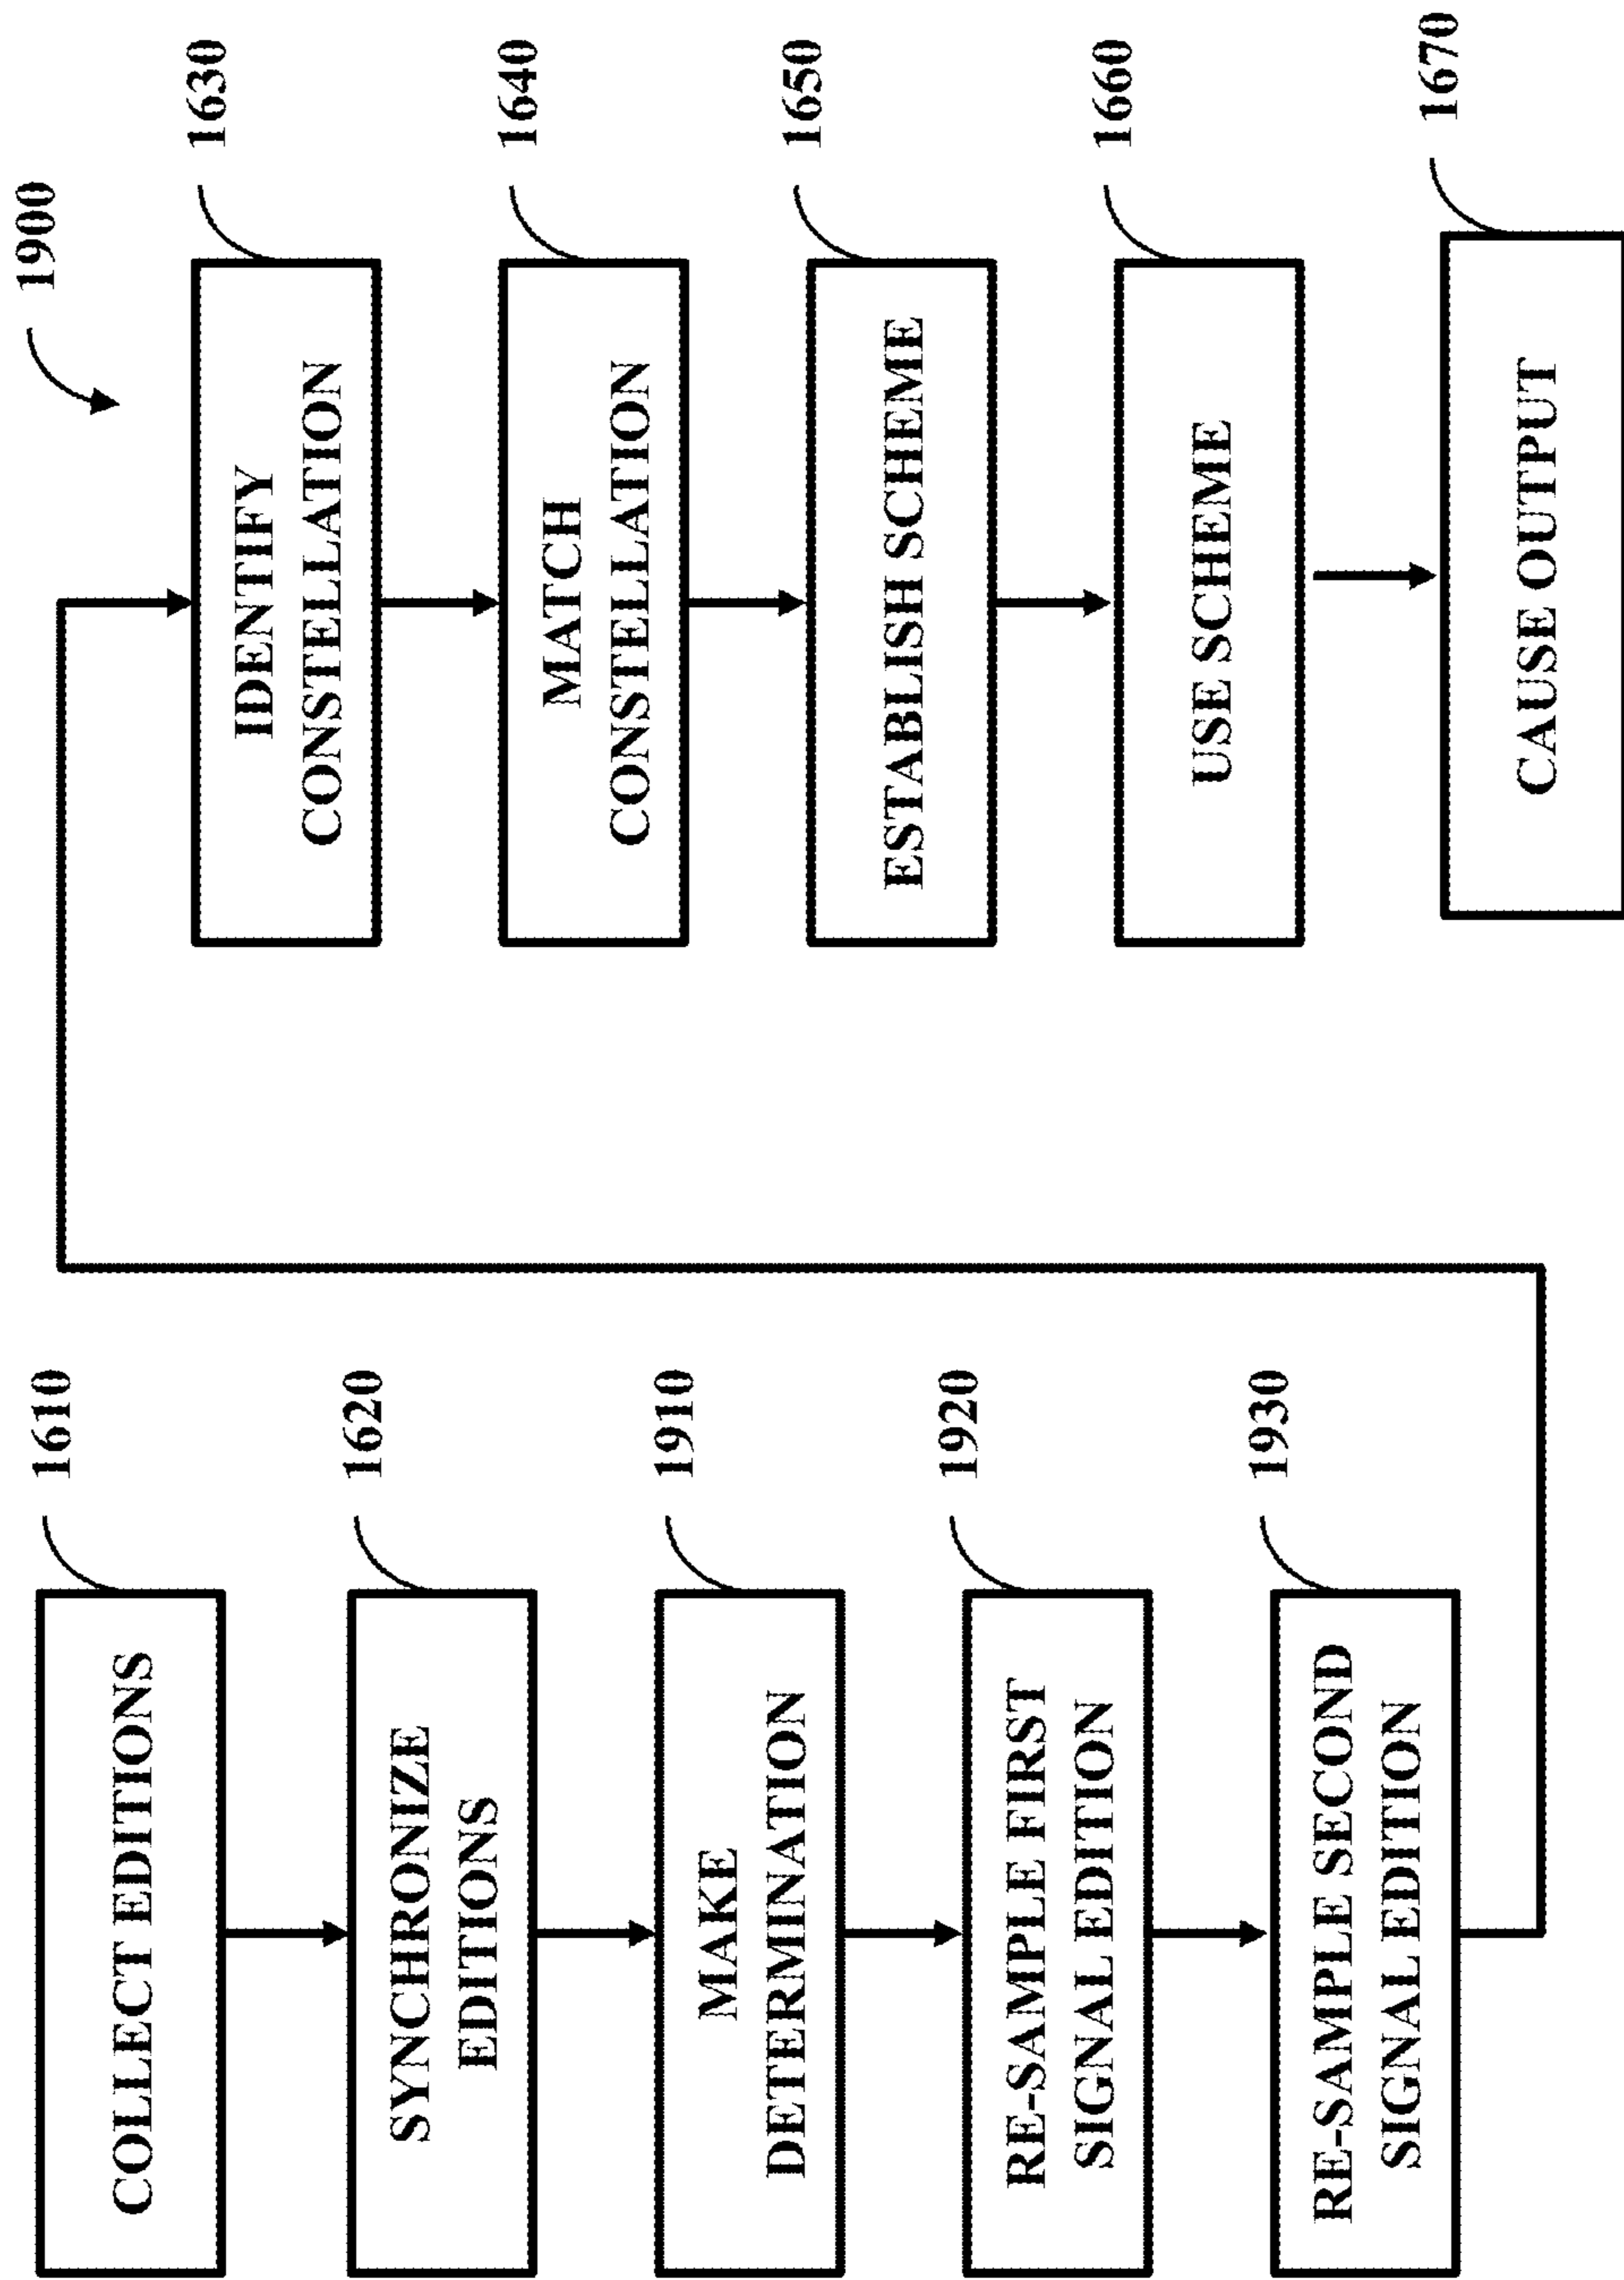 1900
COLLECT EDITIONS
1610
SYNCHRONIZE
EDITIONS
1620
MAKE
DETERMINATION
1910
RE-SAMPLE FIRST
SIGNAL EDITION
1920
RE-SAMPLE SECOND
SIGNAL EDITION
1930
IDENTIFY
CONSTELLATION
1630
MATCH
CONSTELLATION
1640
ESTABLISH SCHEME
1650
USE SCHEME
1660
CAUSE OUTPUT
1670